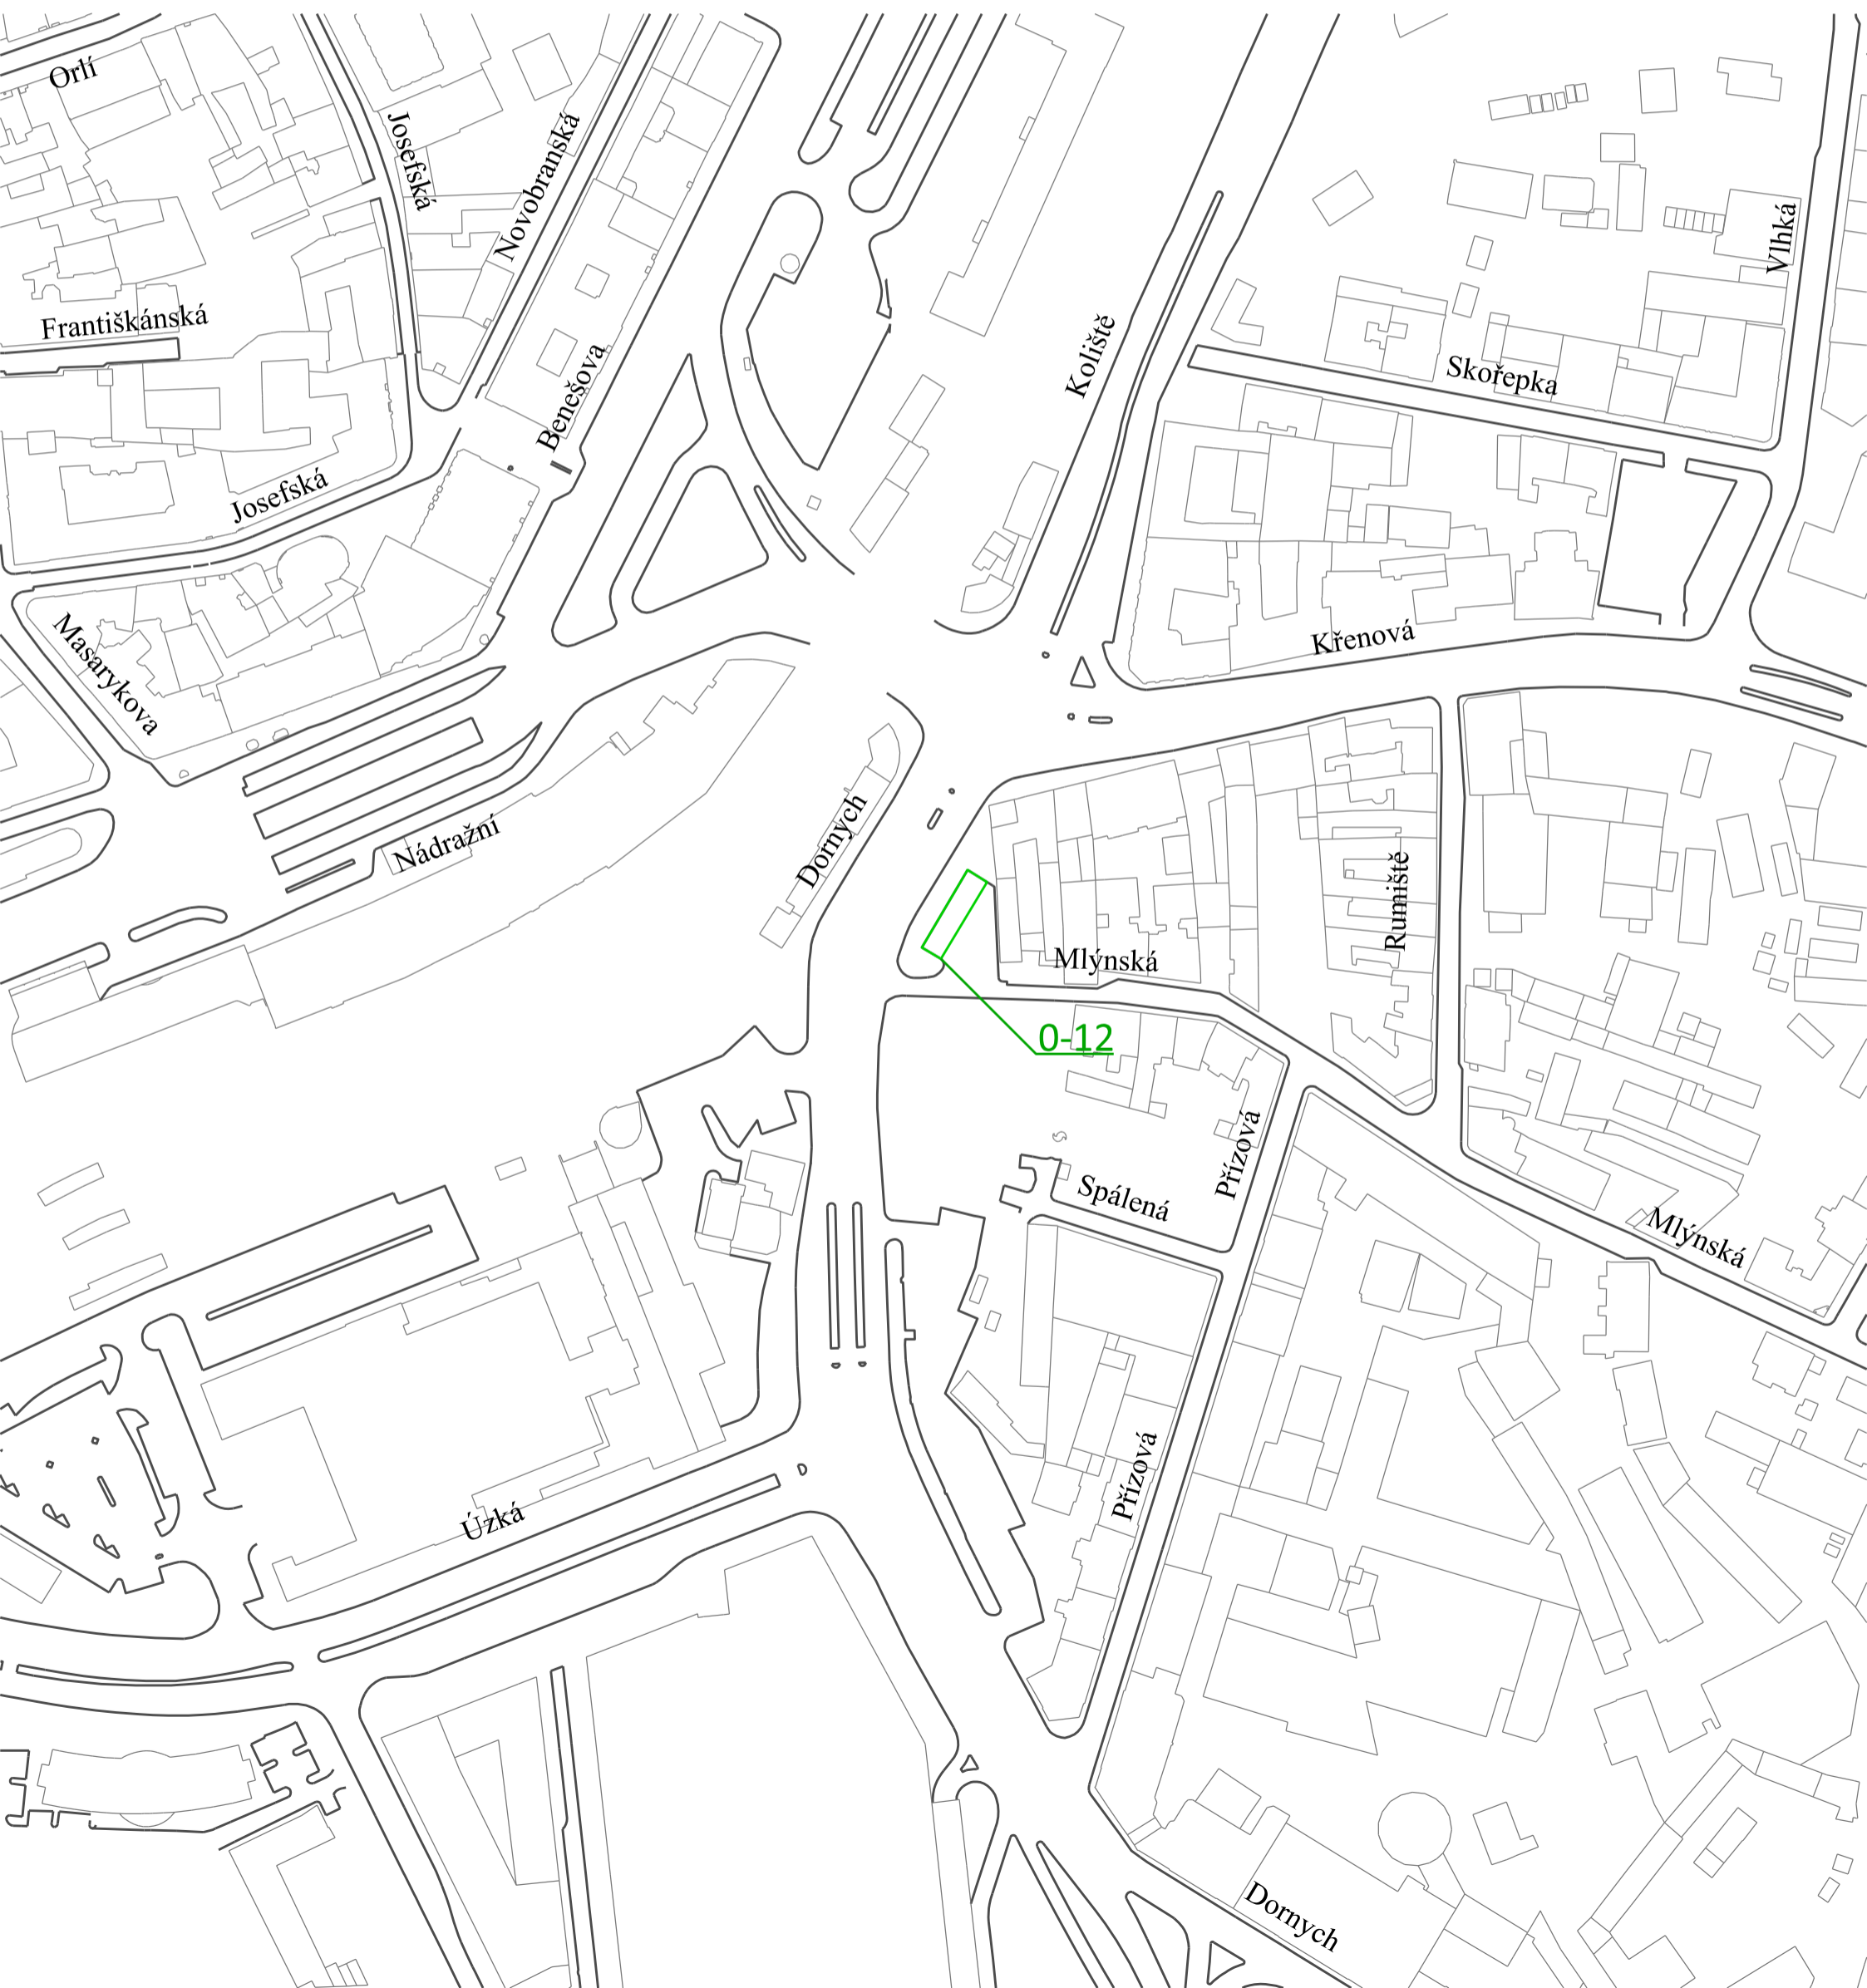 Orlí
Josefská
Novobranská
Vlhká
Františkánská
Koliště
Benešova
Skořepka
Josefská
Masarykova
Křenová
Nádražní
Dornych
Rumiště
Mlýnská
0-12
Přízová
Spálená
Mlýnská
Přízová
Úzká
Dornych